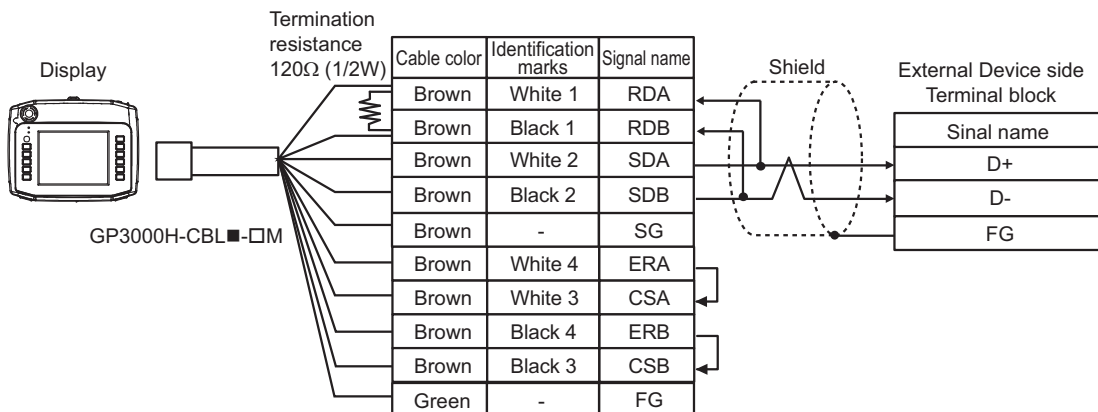 Termination
resistance
120Ω (1/2W)
Display
GP3000H-CBL■-□M
Cable color Identification marks Signal name
Brown White 1 RDA
Brown Black 1 RDB
Brown White 2 SDA
Brown Black 2 SDB
Brown - SG
Brown White 4 ERA
Brown White 3 CSA
Brown Black 4 ERB
Brown Black 3 CSB
Green - FG
Shield
External Device side
Terminal block
Sinal name
D+
D-
FG